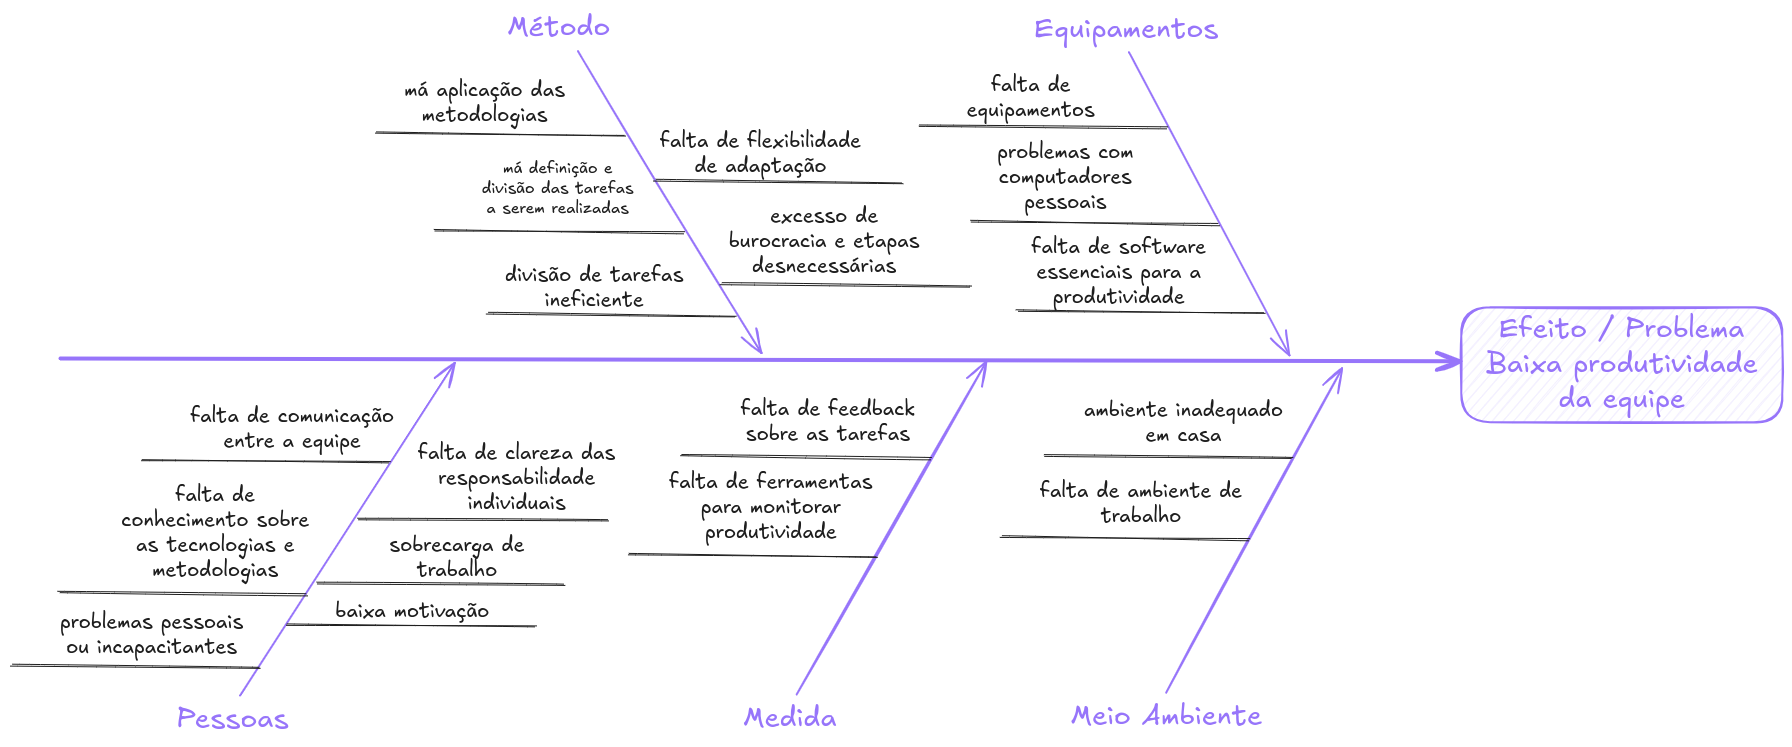 Método
má aplicação das
metodologias
má definição e
divisão das tarefas
a serem realizadas
divisão de tarefas
ineficiente
falta de flexibilidade
de adaptação
excesso de
burocracia e etapas
desnecessárias
Equipamentos
falta de
equipamentos
problemas com
computadores
pessoais
falta de software
essenciais para a
produtividade
Efeito / Problema
Baixa produtividade
da equipe
falta de comunicação
entre a equipe
falta de
conhecimento sobre
as tecnologias e
metodologias
problemas pessoais
ou incapacitantes
falta de clareza das
responsabilidade
individuais
sobrecarga de
trabalho
baixa motivação
Pessoas
falta de feedback
sobre as tarefas
falta de ferramentas
para monitorar
produtividade
Medida
ambiente inadequado
em casa
falta de ambiente de
trabalho
Meio Ambiente